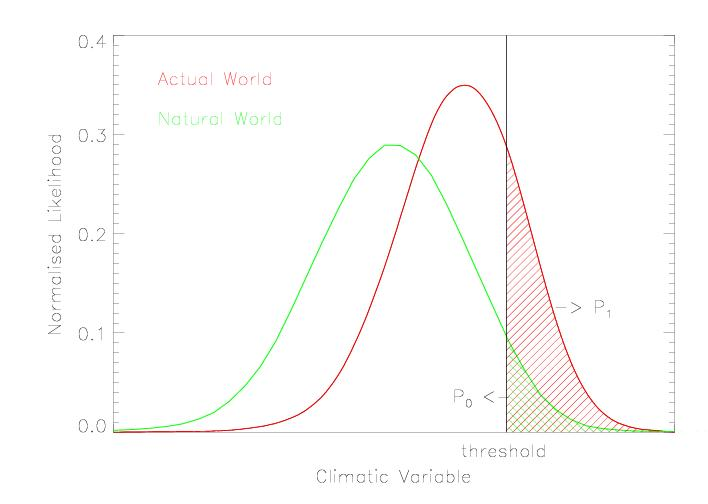 0.4
Actual World
Natural World
0.3
Normalised Likelihood
0.2
0.1
-> P1
P0 <-
0.0
threshold
Climatic Variable